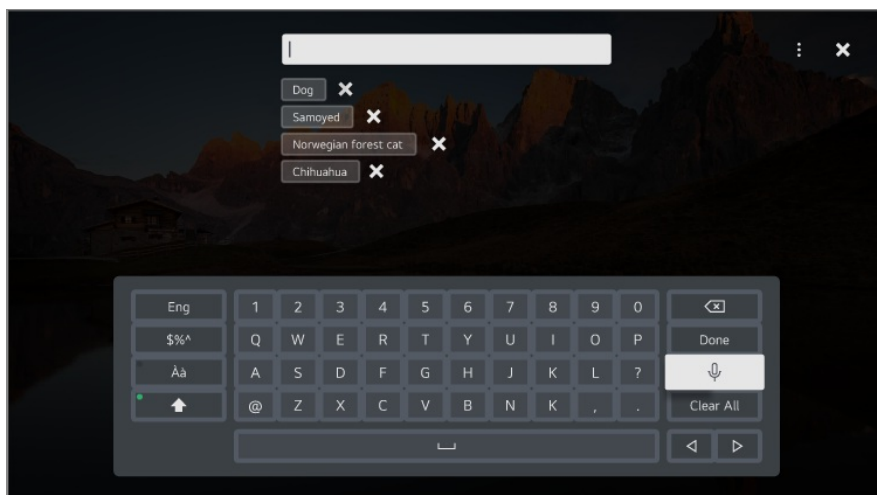 Dog
Samoyed
Norwegian forest cat
Chihuahua
Eng 1 2 3 4 5 6 7 8 9 0
$%^ Q W E R T Y U I O P Done
Àà A S D F G H J K L ?
@ Z X C V B N K , . Clear All